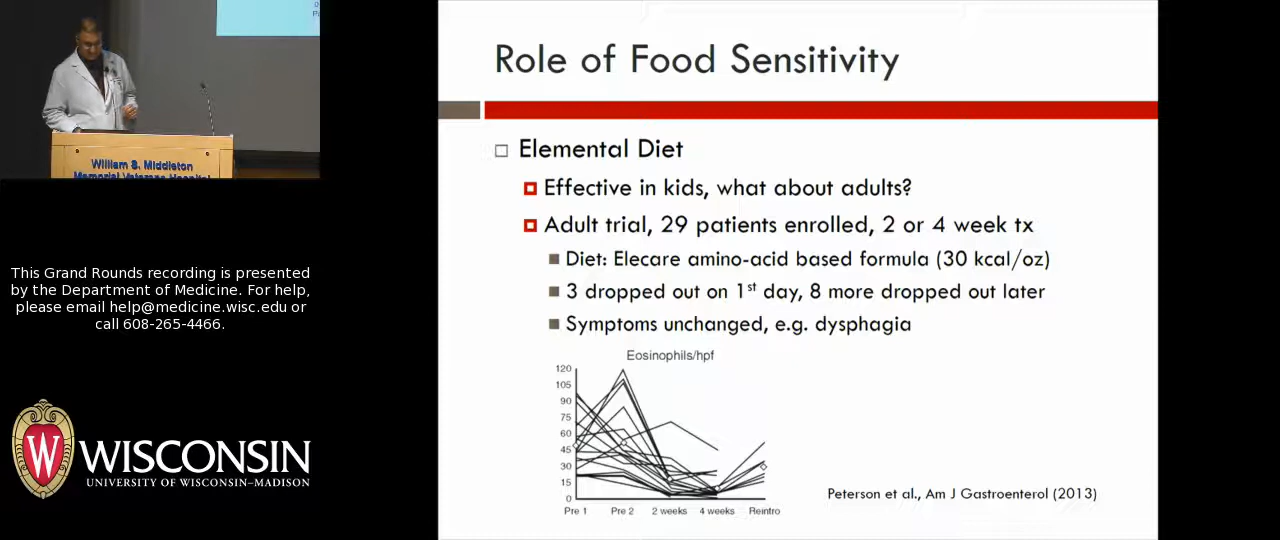 William S. Middleton
Memorial Veterans Hospital
This Grand Rounds recording is presented
by the Department of Medicine. For help,
please email help@medicine.wisc.edu or
call 608-265-4466.
W WISCONSIN
UNIVERSITY OF WISCONSIN–MADISON
Role of Food Sensitivity
Elemental Diet
Effective in kids, what about adults?
Adult trial, 29 patients enrolled, 2 or 4 week tx
Diet: Elecare amino-acid based formula (30 kcal/oz)
3 dropped out on 1st day, 8 more dropped out later
Symptoms unchanged, e.g. dysphagia
Eosinophils/hpf
120
105
90
75
60
45
30
15
0
Pre 1 Pre 2 2 weeks 4 weeks Reintro
Peterson et al., Am J Gastroenterol (2013)